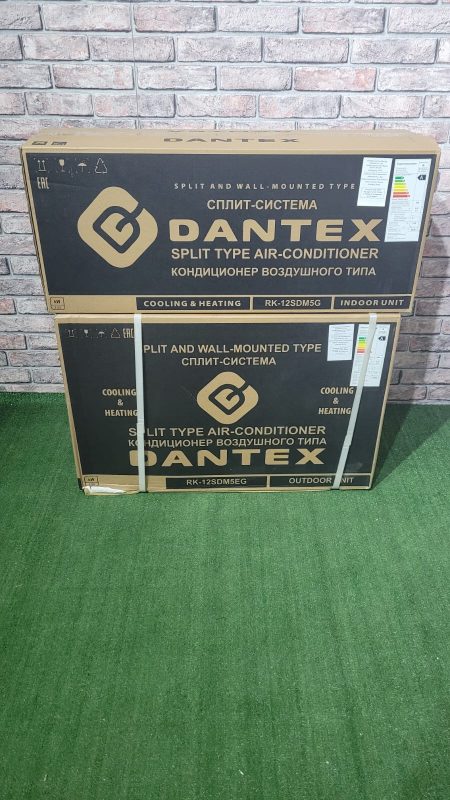 DANTEX
EAC
SPLIT AND WALL-MOUNTED TYPE
СПЛИТ-СИСТЕМА
DANTEX
SPLIT TYPE AIR-CONDITIONER
КОНДИЦИОНЕР ВОЗДУШНОГО ТИПА
COOLING & HEATING
RK-12SDM5G
INDOOR UNIT
A
EAC
SPLIT AND WALL-MOUNTED TYPE
СПЛИТ-СИСТЕМА
COOLING
&
HEATING
COOLING
&
HEATING
SPLIT TYPE AIR-CONDITIONER
КОНДИЦИОНЕР ВОЗДУШНОГО ТИПА
DANTEX
RK-12SDM5EG
OUTDOOR UNIT